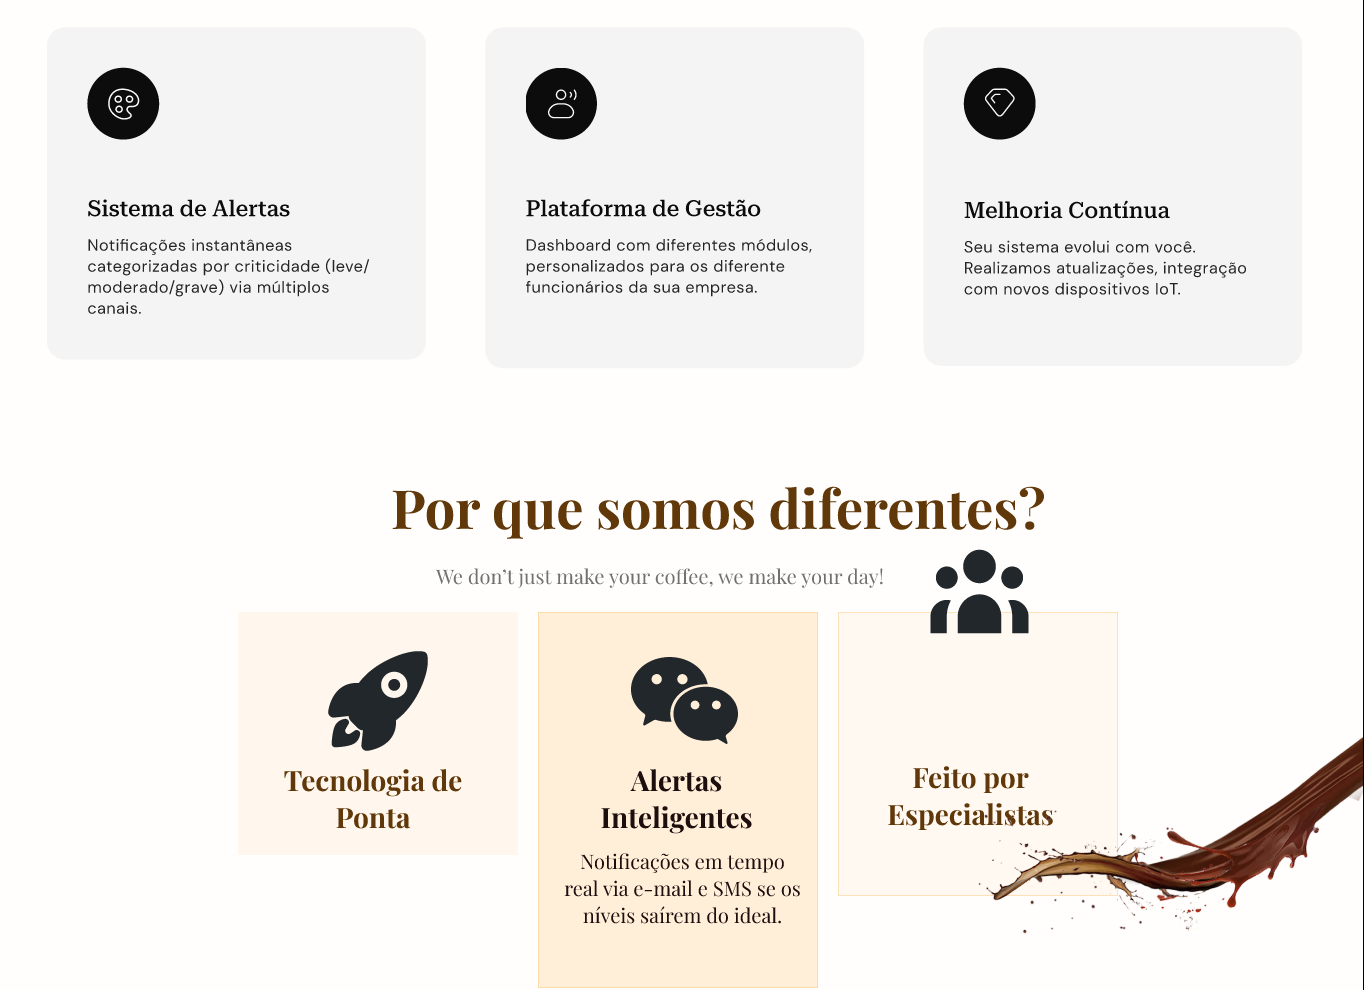 Sistema de Alertas
Notificações instantâneas
categorizadas por criticidade (leve/
moderado/grave) via múltiplos
canais.
Plataforma de Gestão
Dashboard com diferentes módulos,
personalizados para os diferente
funcionários da sua empresa.
Melhoria Contínua
Seu sistema evolui com você.
Realizamos atualizações, integração
com novos dispositivos IoT.
Por que somos diferentes?
We don’t just make your coffee, we make your day!
Tecnologia de
Ponta
Alertas
Inteligentes
Notificações em tempo
real via e-mail e SMS se os
níveis saírem do ideal.
Feito por
Especialistas